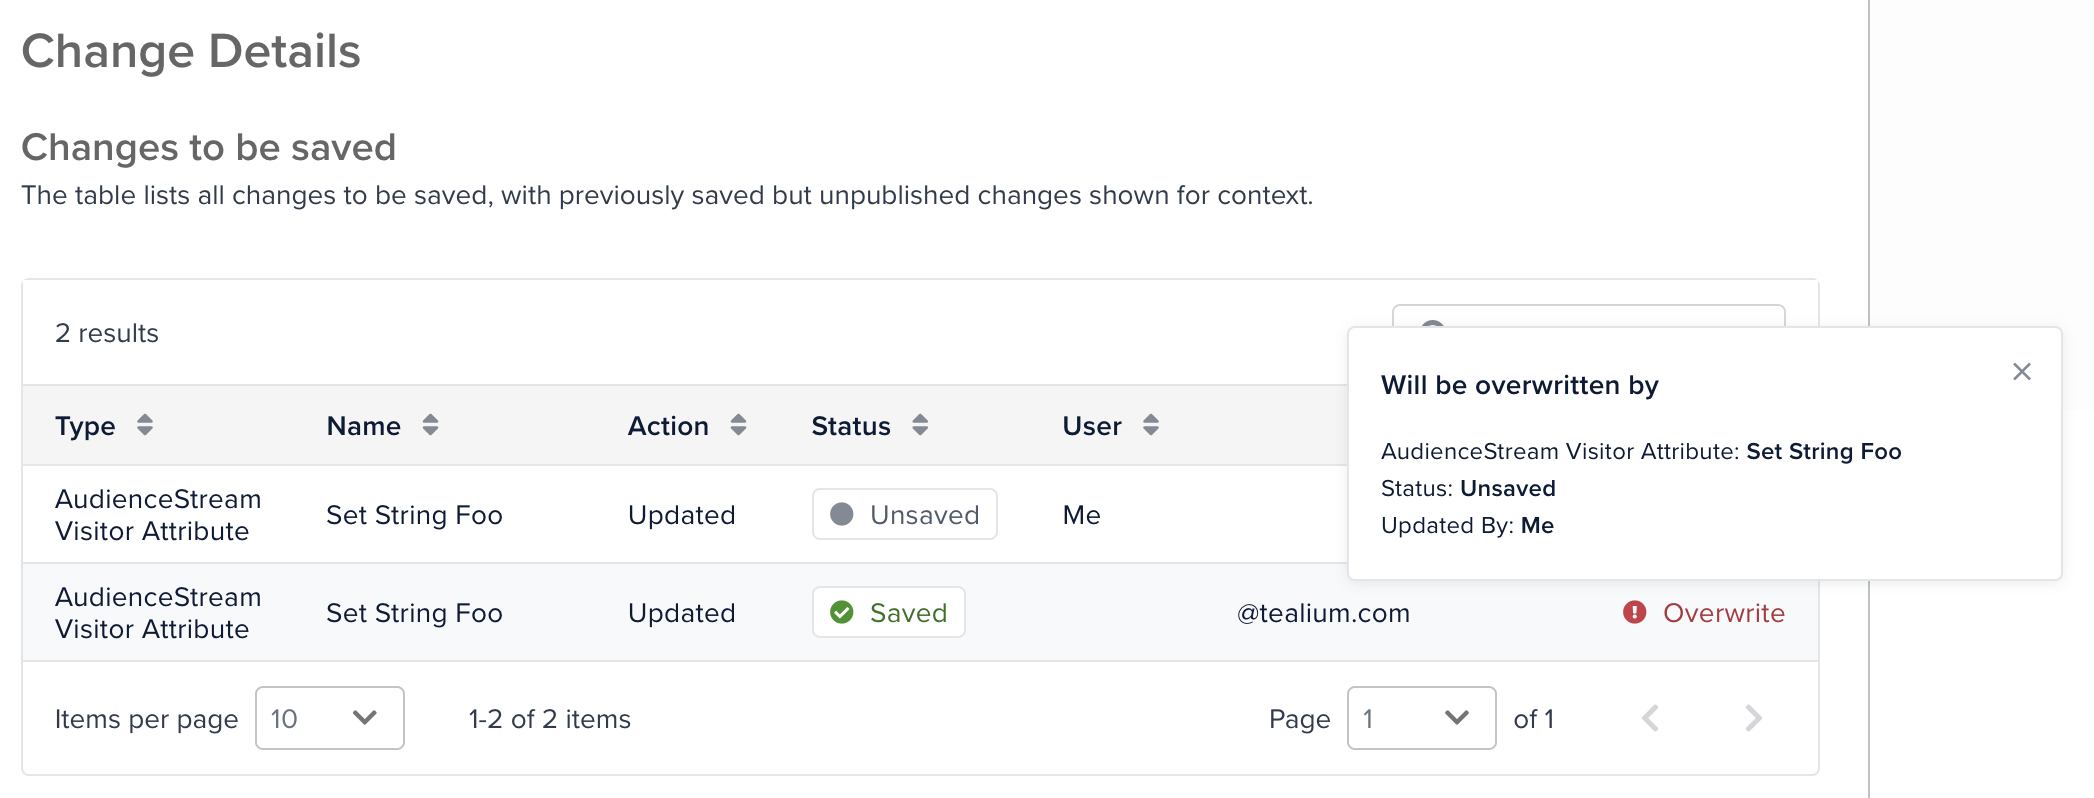 Change Details
Changes to be saved
The table lists all changes to be saved, with previously saved but unpublished changes shown for context.
2 results
Will be overwritten by
AudienceStream Visitor Attribute: Set String Foo
Status: Unsaved
Updated By: Me
Type Name Action Status User
AudienceStream
Visitor Attribute Set String Foo Updated Unsaved Me
AudienceStream
Visitor Attribute Set String Foo Updated Saved @tealium.com Overwrite
Items per page 10 1-2 of 2 items Page 1 of 1